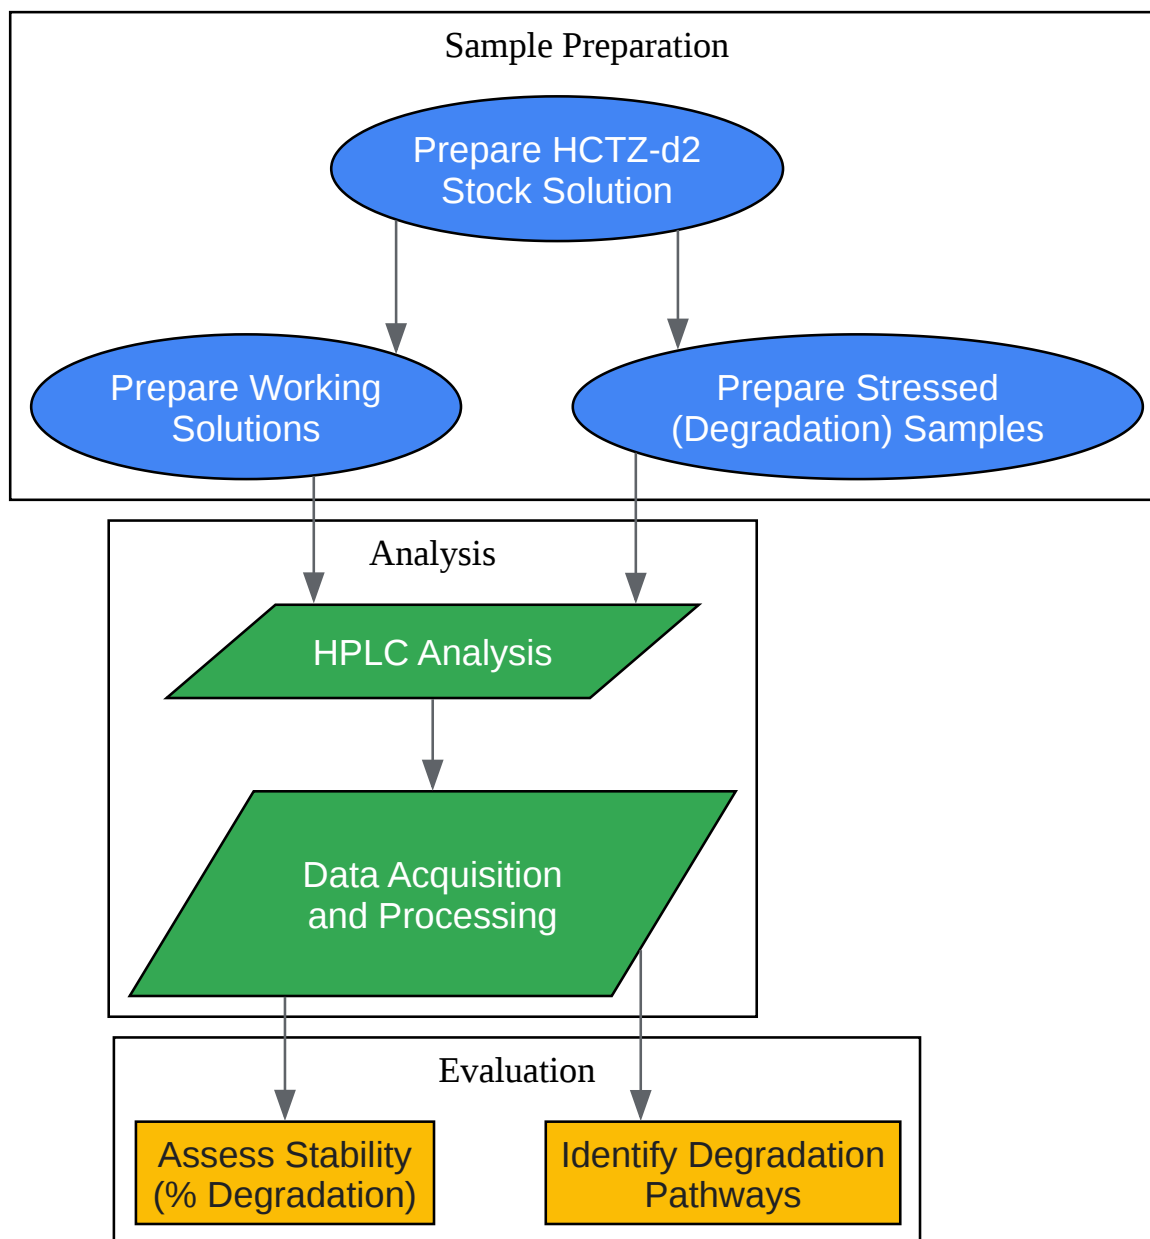 Sample Preparation
Prepare HCTZ-d2
Stock Solution
Prepare Working
Solutions
Prepare Stressed
(Degradation) Samples
Analysis
HPLC Analysis
Data Acquisition
and Processing
Evaluation
Assess Stability
(% Degradation)
Identify Degradation
Pathways